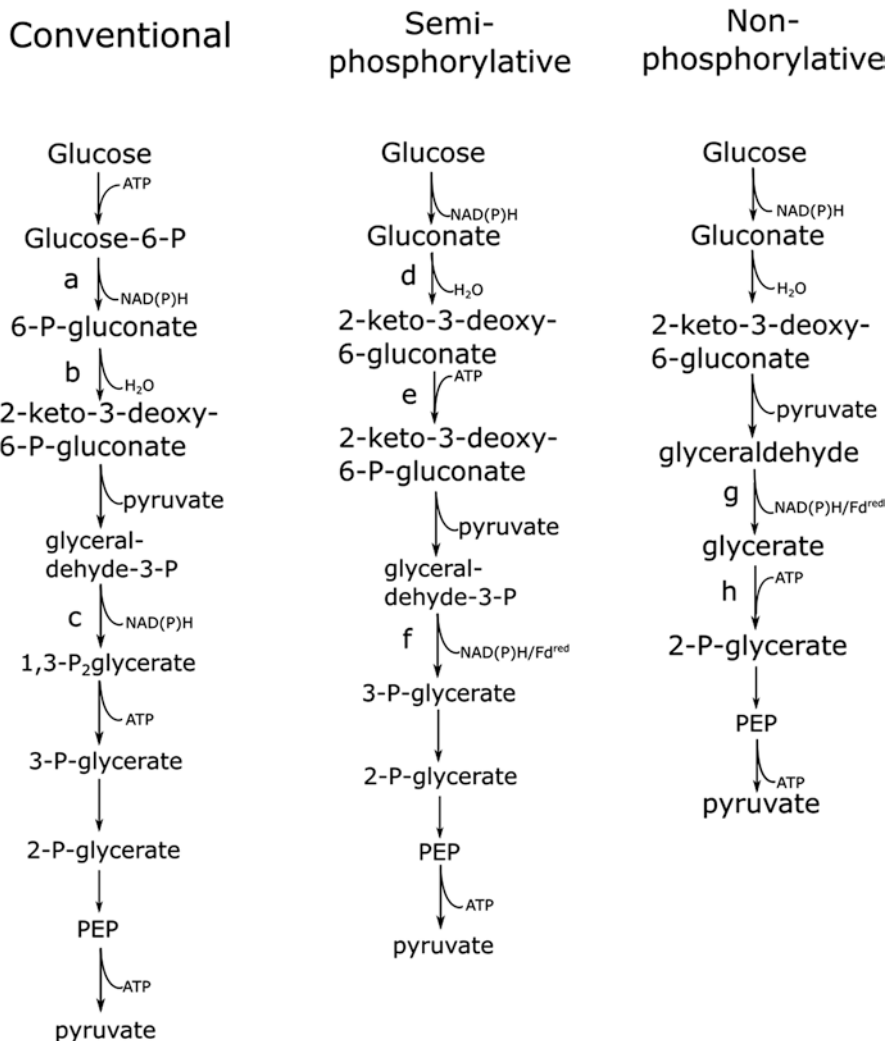 Conventional
Glucose
ATP
Glucose-6-P
a
NAD(P)H
6-P-gluconate
b
H₂O
2-keto-3-deoxy-
6-P-gluconate
pyruvate
glyceral-
dehyde-3-P
c
NAD(P)H
1,3-P₂glycerate
ATP
3-P-glycerate
2-P-glycerate
PEP
ATP
pyruvate
Semi-
phosphorylative
Glucose
NAD(P)H
Gluconate
d
H₂O
2-keto-3-deoxy-
6-gluconate
ATP
e
2-keto-3-deoxy-
6-P-gluconate
pyruvate
glyceral-
dehyde-3-P
f
NAD(P)H/Fdʳᵉᵈ
3-P-glycerate
2-P-glycerate
PEP
ATP
pyruvate
Non-
phosphorylative
Glucose
NAD(P)H
Gluconate
H₂O
2-keto-3-deoxy-
6-gluconate
pyruvate
glyceraldehyde
g
NAD(P)H/Fdʳᵉᵈˡ
glycerate
ATP
h
2-P-glycerate
PEP
ATP
pyruvate